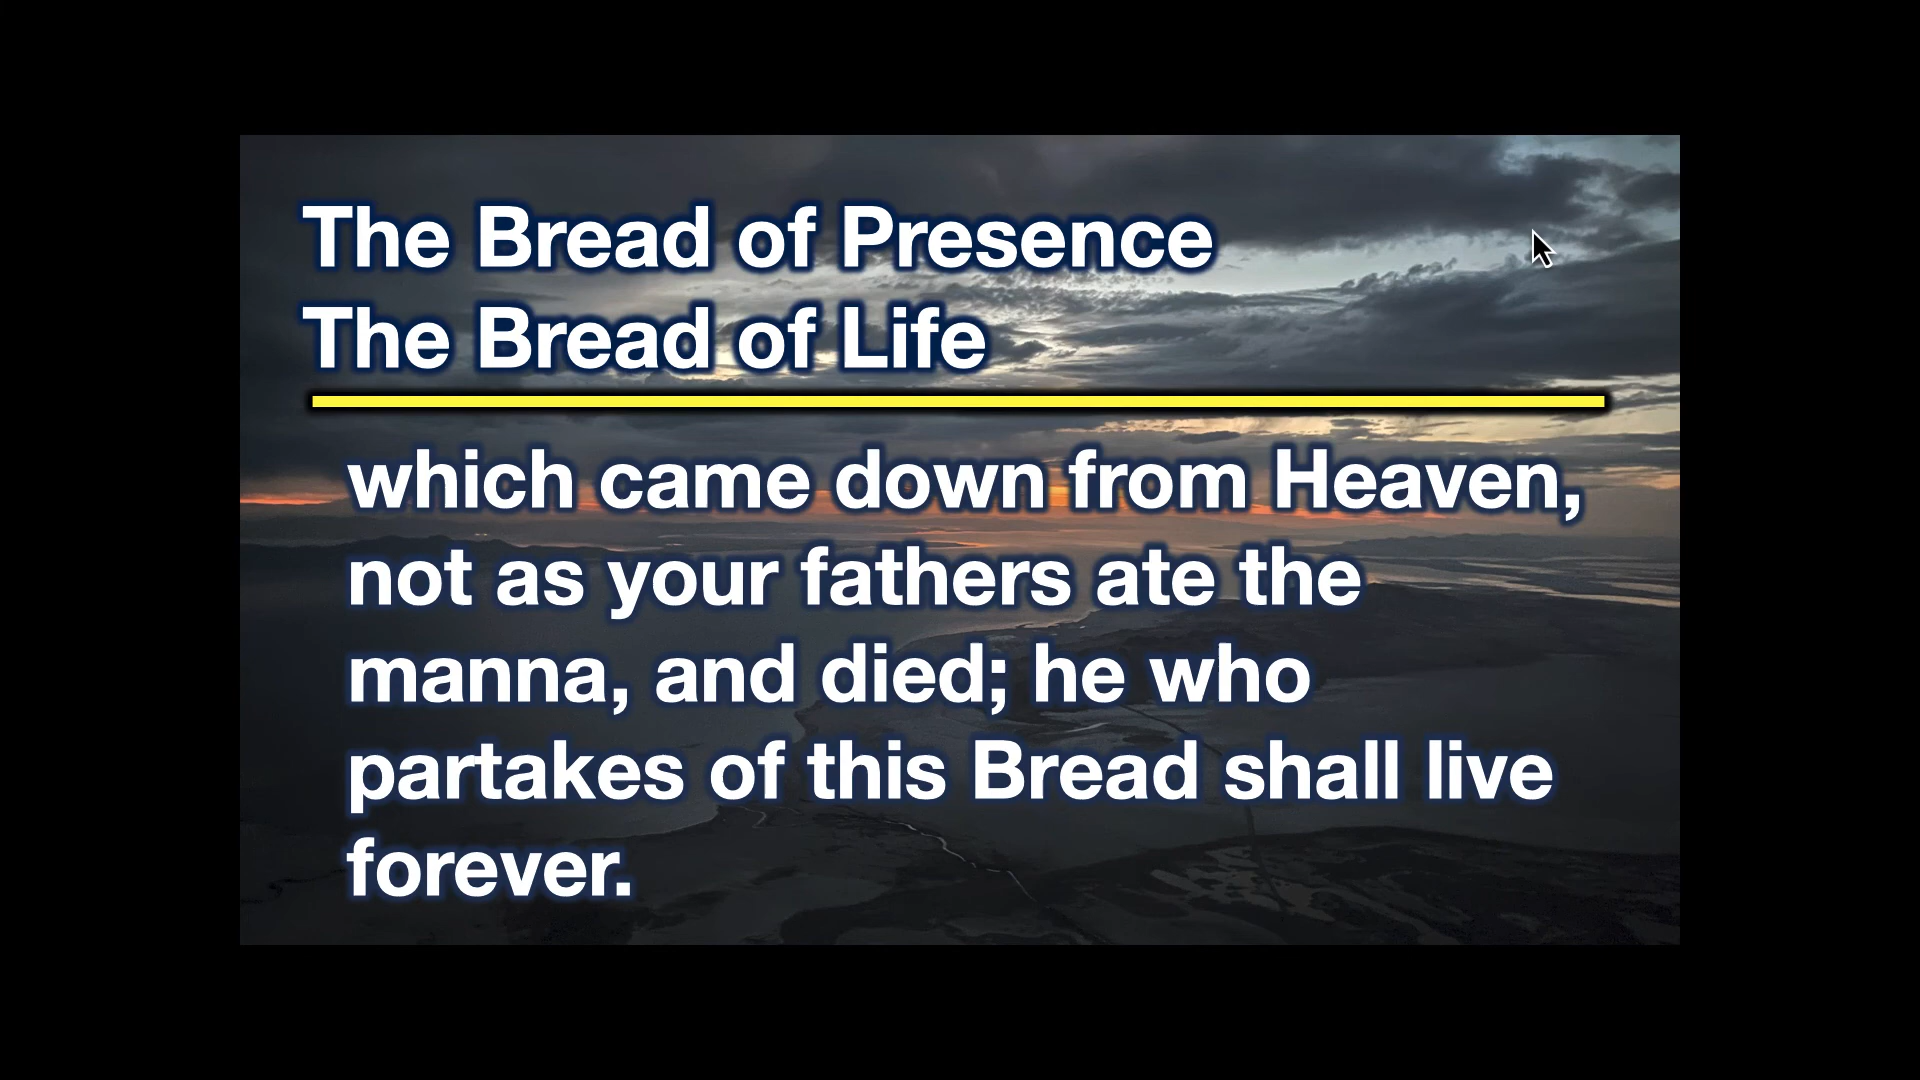 The Bread of Presence
The Bread of Life
which came down from Heaven,
not as your fathers ate the
manna, and died; he who
partakes of this Bread shall live
forever.